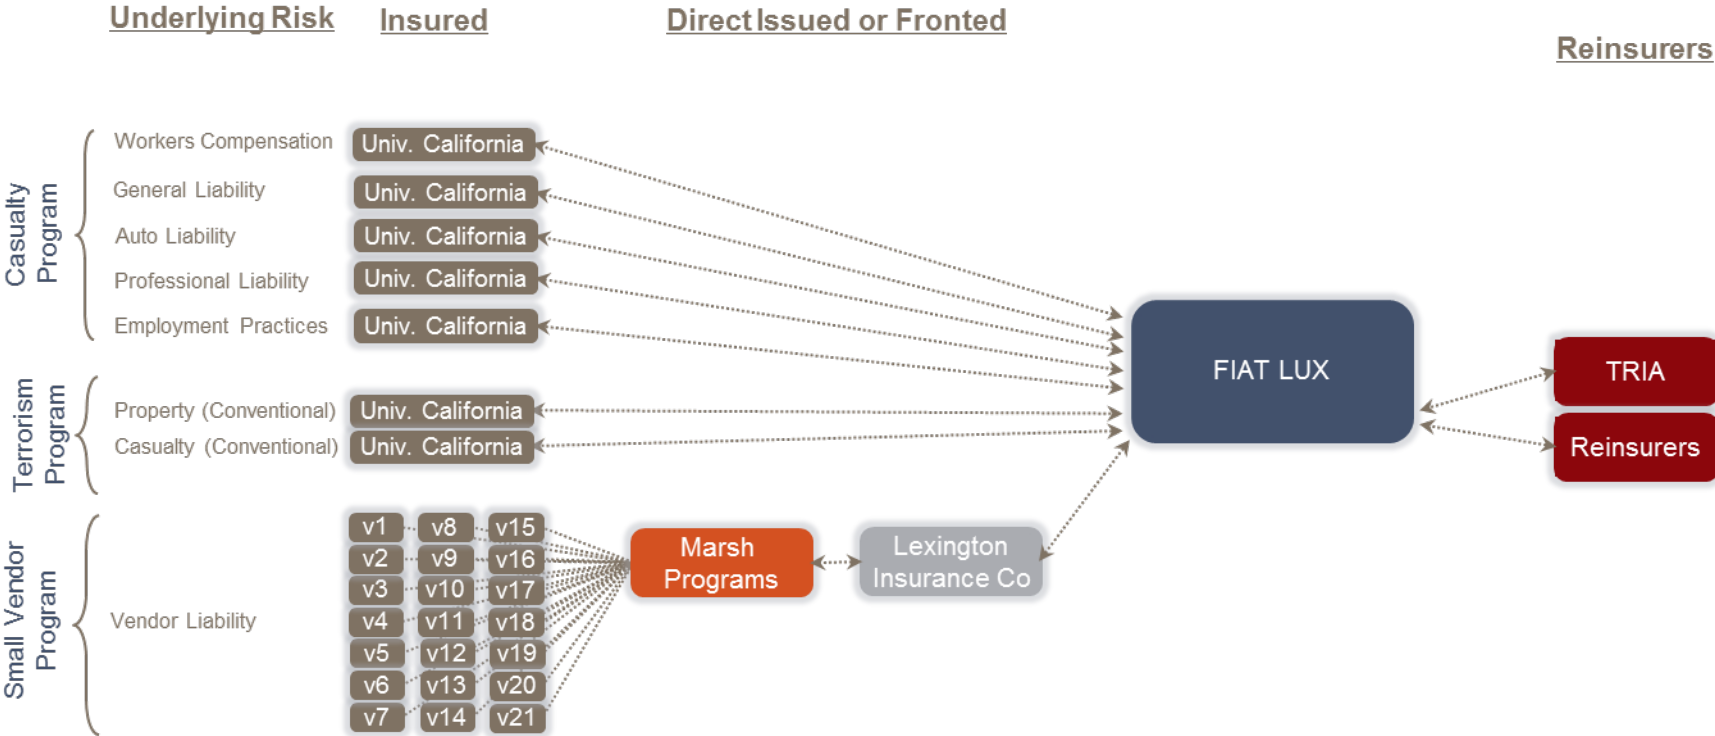 Underlying Risk
Insured
Direct Issued or Fronted
Reinsurers
Casualty
Program
Workers Compensation
Univ. California
General Liability
Univ. California
Auto Liability
Univ. California
Professional Liability
Univ. California
Employment Practices
Univ. California
FIAT LUX
TRIA
Reinsurers
Terrorism
Program
Property (Conventional)
Univ. California
Casualty (Conventional)
Univ. California
Small Vendor
Program
Vendor Liability
v1 v8 v15
v2 v9 v16
v3 v10 v17
v4 v11 v18
v5 v12 v19
v6 v13 v20
v7 v14 v21
Marsh
Programs
Lexington
Insurance Co